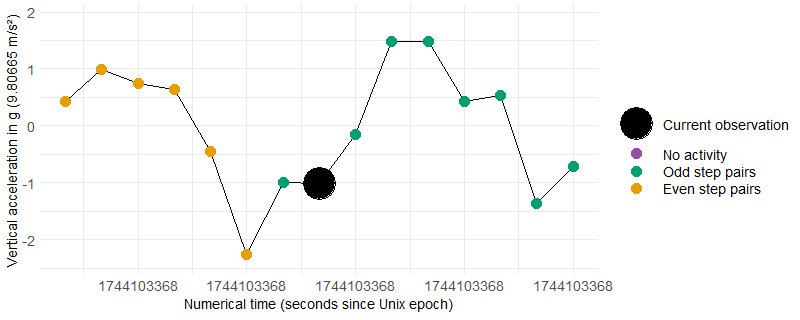 Vertical acceleration in g (9.80665 m/s²)
2
1
0
-1
-2
1744103368 1744103368 1744103368 1744103368 1744103368
Numerical time (seconds since Unix epoch)
Current observation
No activity
Odd step pairs
Even step pairs